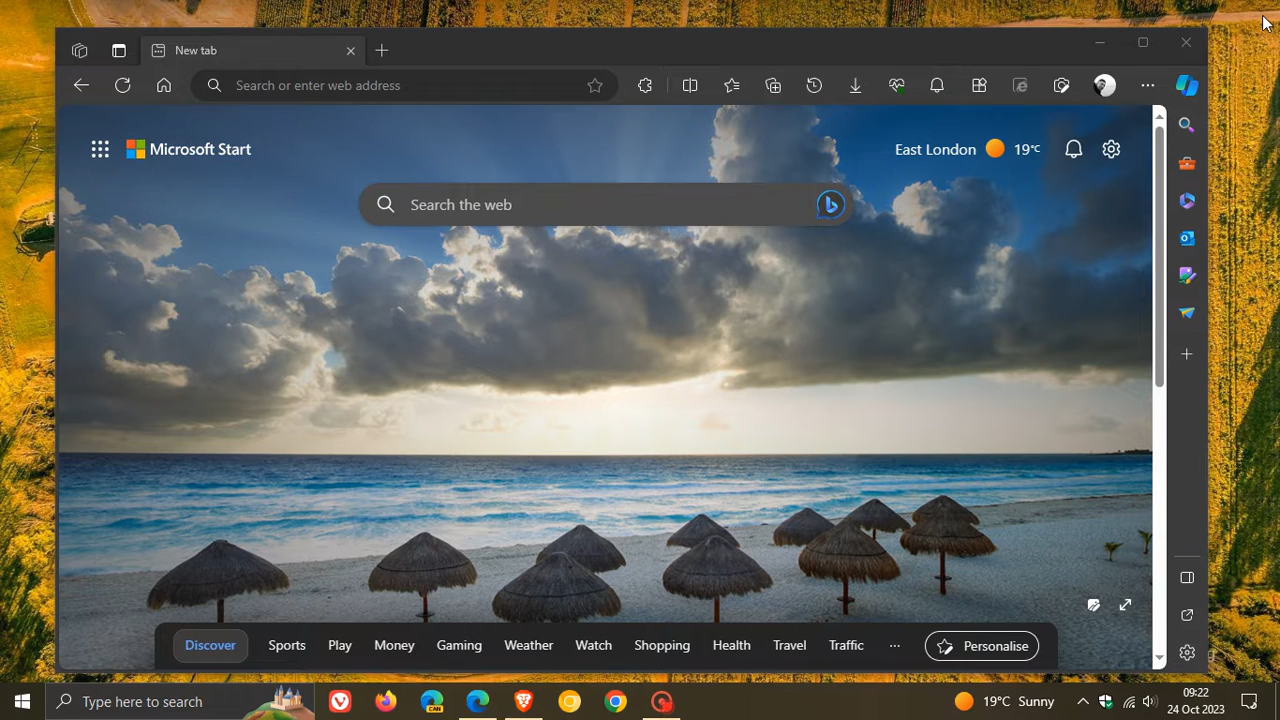 New tab
Search or enter web address
Microsoft Start
East London 19°C
Search the web
Discover Sports Play Money Gaming Weather Watch Shopping Health Travel Traffic ... Personalise
Type here to search
CAN
19°C Sunny
09:22
24 Oct 2023